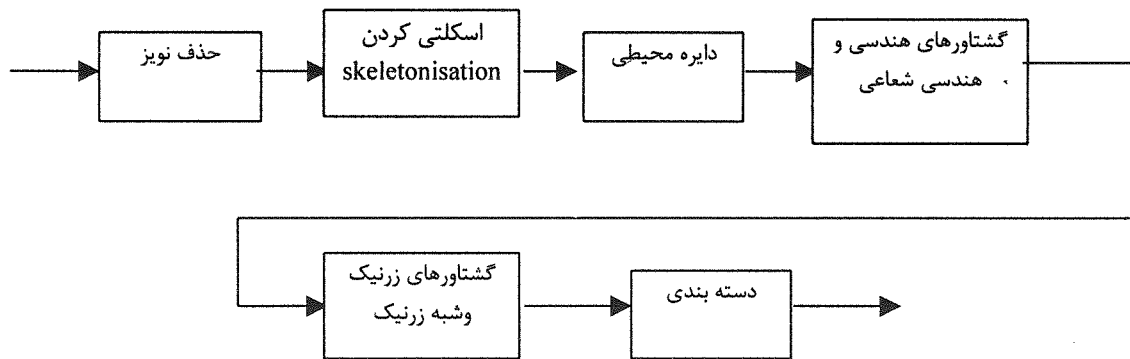 حذف نویز
اسکلتی کردن
skeletonisation
دایره محیطی
گشتاورهای هندسی و
هندسی شعاعی
گشتاورهای زرنیک
وشبه زرنیک
دسته بندی